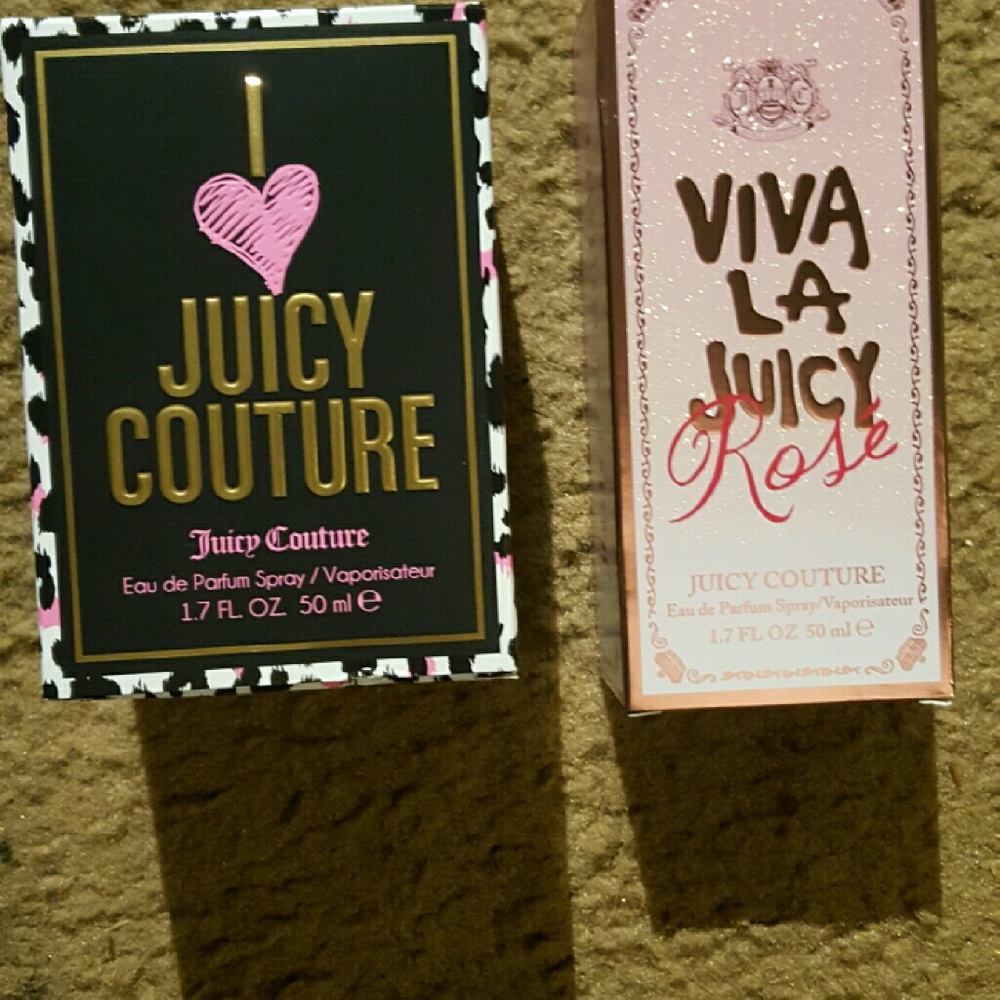 I
JUICY
COUTURE
Juicy Couture
Eau de Parfum Spray / Vaporisateur
1.7 FL. OZ 50 ml ℮
J C
VIVA
LA
JUICY
Rosé
JUICY COUTURE
Eau de Parfum Spray/Vaporisateur
1.7 FL OZ 50 ml ℮